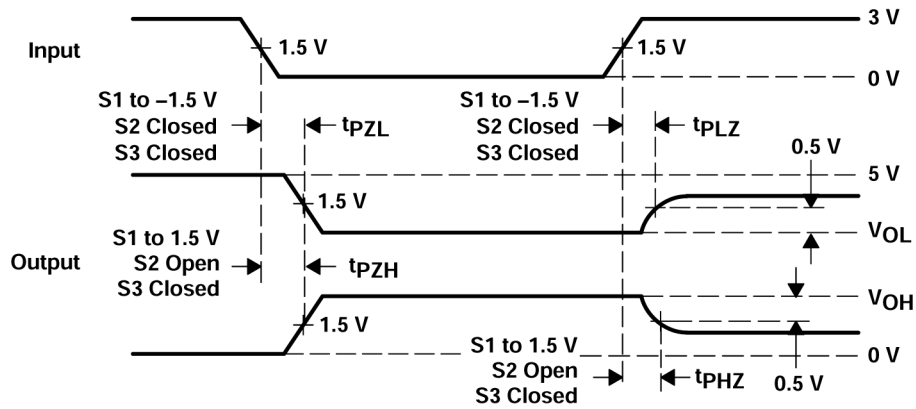 3 V
Input
1.5 V
1.5 V
0 V
S1 to –1.5 V
S2 Closed
S3 Closed
tPZL
S1 to –1.5 V
S2 Closed
S3 Closed
tPLZ
0.5 V
5 V
1.5 V
VOL
Output
S1 to 1.5 V
S2 Open
S3 Closed
tPZH
VOH
1.5 V
S1 to 1.5 V
S2 Open
S3 Closed
tPHZ
0.5 V
0 V